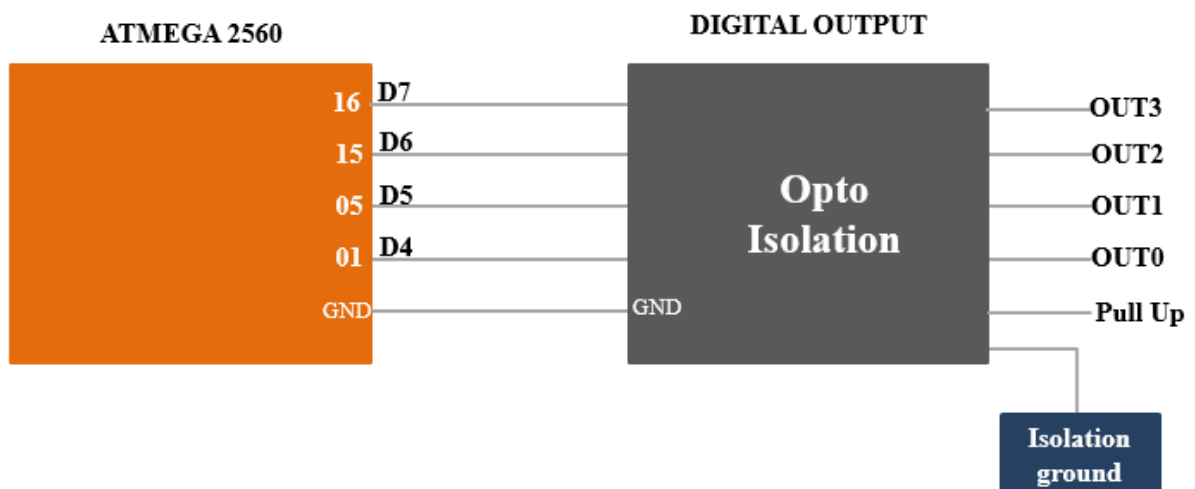 ATMEGA 2560
DIGITAL OUTPUT
16 D7
OUT3
15 D6
OUT2
05 D5
OUT1
01 D4
OUT0
Opto
Isolation
GND
GND
Pull Up
Isolation
ground